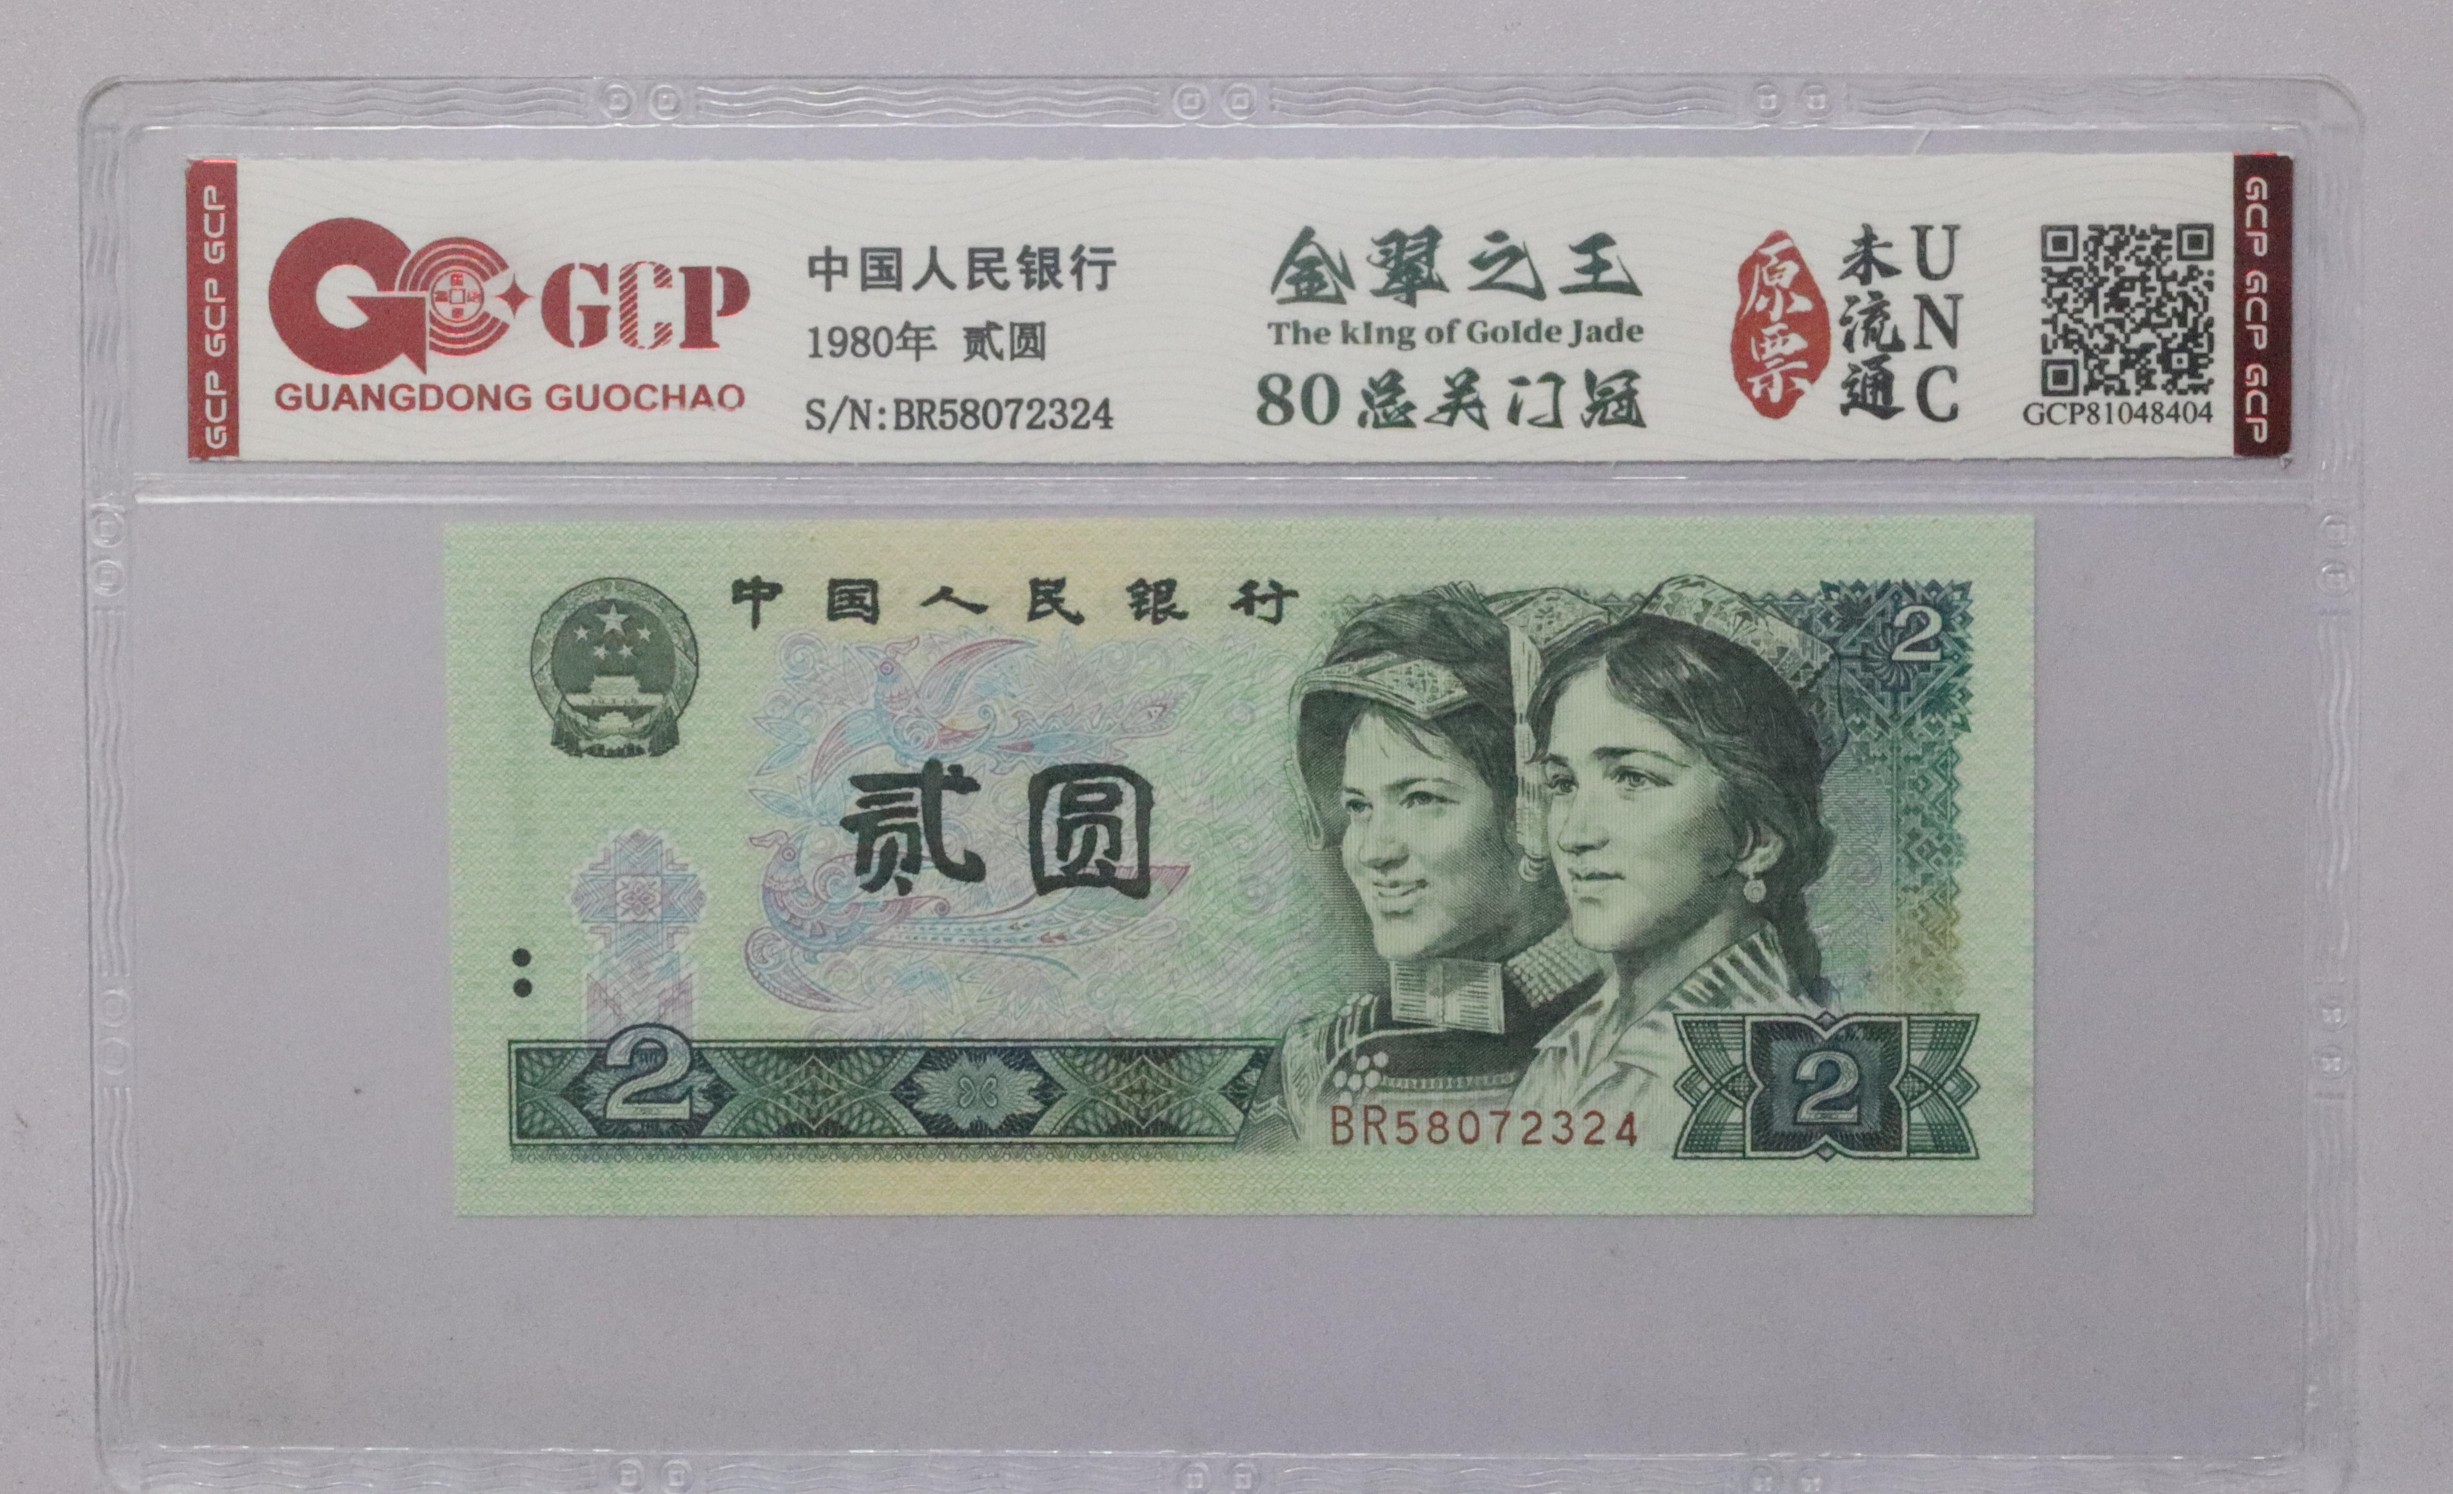 GCP GCP GCP
GCP
GUANGDONG GUOCHAO
中国人民银行
1980年 贰圆
S/N:BR58072324
金翠之王
The kIng of GoIde Jade
80总关门冠
原票
未流通
UNC
GCP81048404
GCP GCP GCP
中国人民银行
2
贰圆
2
BR58072324
2